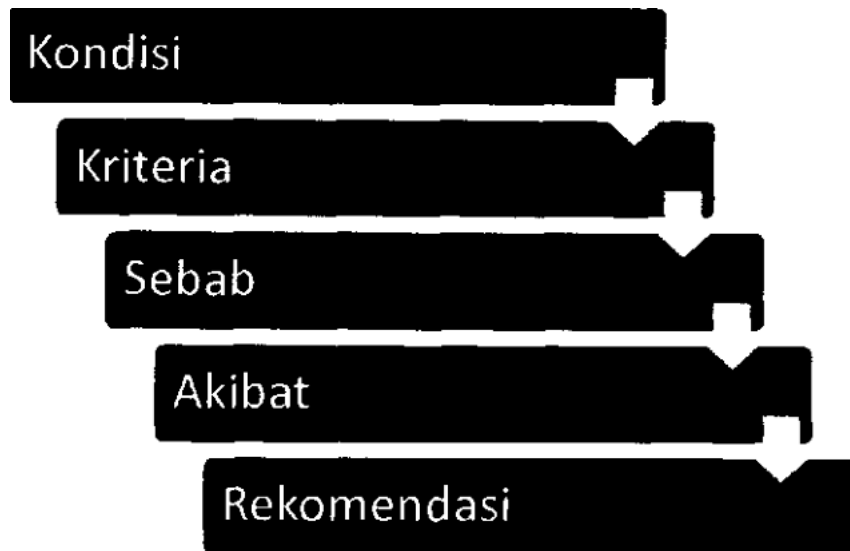 Kondisi
Kriteria
Sebab
Akibat
Rekomendasi